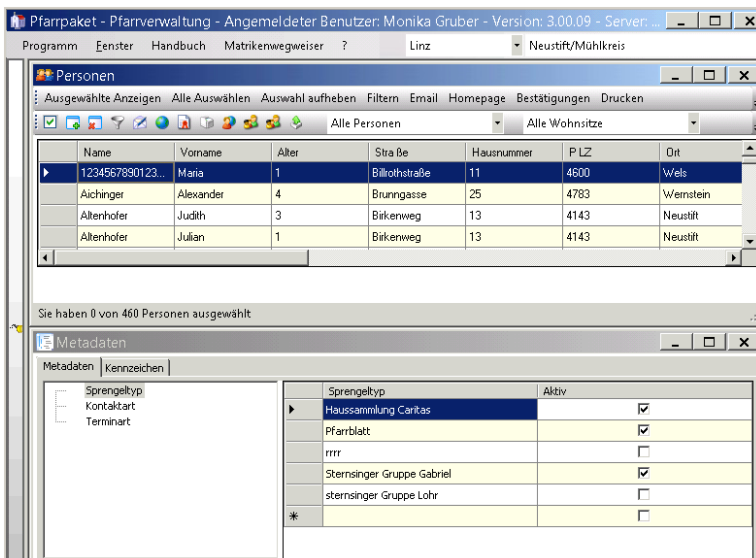 Pfarrpaket - Pfarrverwaltung - Angemeldeter Benutzer: Monika Gruber - Version: 3.00.09 - Server: ...
Programm Fenster Handbuch Matrikenwegweiser ? Linz Neustift/Mühlkreis
Personen
Ausgewählte Anzeigen Alle Auswählen Auswahl aufheben Filtern Email Homepage Bestätigungen Drucken
Alle Personen Alle Wohnsitze
Name Vorname Alter Straße Hausnummer PLZ Ort
1234567890123... Maria 1 Billrothstraße 11 4600 Wels
Aichinger Alexander 4 Brunngasse 25 4783 Wernstein
Altenhofer Judith 3 Birkenweg 13 4143 Neustift
Altenhofer Julian 1 Birkenweg 13 4143 Neustift
Sie haben 0 von 460 Personen ausgewählt
Metadaten
Metadaten Kennzeichen
Sprengeltyp
Kontaktart
Terminart
Sprengeltyp Aktiv
Haussammlung Caritas
Pfarrblatt
rrrr
Sternsinger Gruppe Gabriel
sternsinger Gruppe Lohr